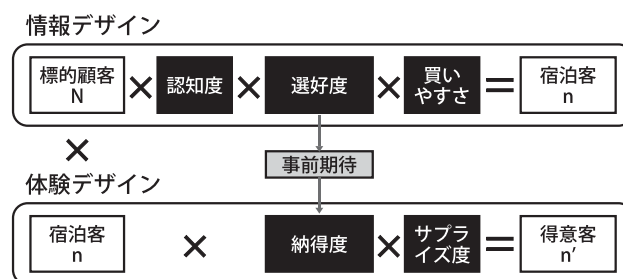 情報デザイン
標的顧客
N
×
認知度
×
選好度
×
買い
やすさ
=
宿泊客
n
×
事前期待
体験デザイン
宿泊客
n
×
納得度
×
サプラ
イズ度
=
得意客
n′